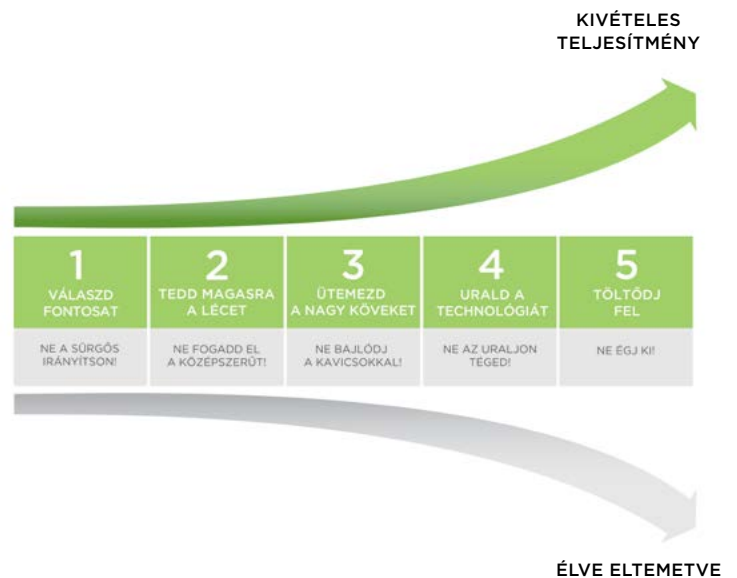 KIVÉTELES
TELJESÍTMÉNY
1
VÁLASZD
FONTOSAT
NE A SÜRGŐS
IRÁNYÍTSON!
2
TEDD MAGASRA
A LÉCET
NE FOGADD EL
A KÖZÉPSZERŰT!
3
ÜTEMEZD
A NAGY KÖVEKET
NE BAJLÓDJ
A KAVICSOKKAL!
4
URALD A
TECHNOLÓGIÁT
NE AZ URALJON
TÉGED!
5
TÖLTŐDJ
FEL
NE ÉGJ KI!
ÉLVE ELTEMETVE